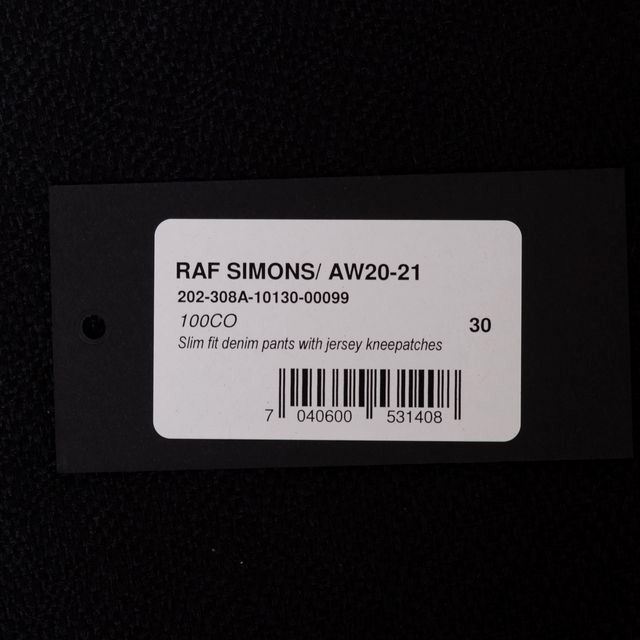 RAF SIMONS/ AW20-21
202-308A-10130-00099
100CO
30
Slim fit denim pants with jersey kneepatches
7 040600 531408